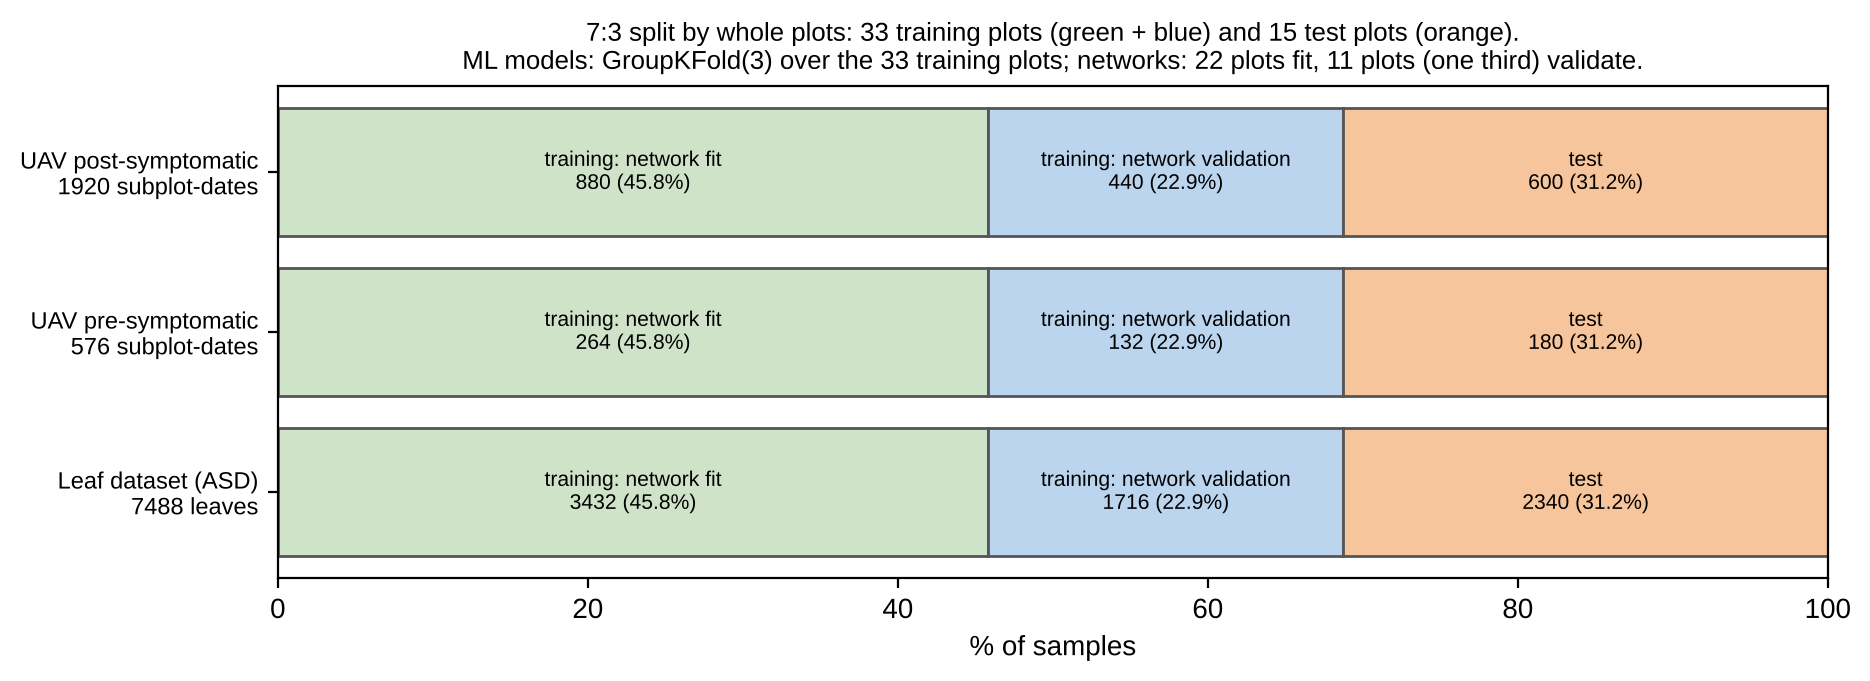 7:3 split by whole plots: 33 training plots (green + blue) and 15 test plots (orange).
ML models: GroupKFold(3) over the 33 training plots; networks: 22 plots fit, 11 plots (one third) validate.
UAV post-symptomatic
1920 subplot-dates
training: network fit
880 (45.8%)
training: network validation
440 (22.9%)
test
600 (31.2%)
UAV pre-symptomatic
576 subplot-dates
training: network fit
264 (45.8%)
training: network validation
132 (22.9%)
test
180 (31.2%)
Leaf dataset (ASD)
7488 leaves
training: network fit
3432 (45.8%)
training: network validation
1716 (22.9%)
test
2340 (31.2%)
0 20 40 60 80 100
% of samples